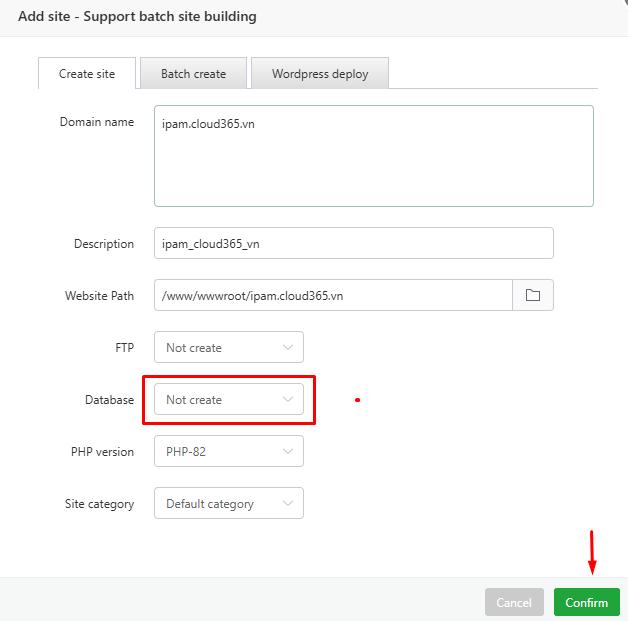 Add site - Support batch site building
Create site
Batch create
Wordpress deploy
Domain name
ipam.cloud365.vn
Description
ipam_cloud365_vn
Website Path
/www/wwwroot/ipam.cloud365.vn
FTP
Not create
Database
Not create
PHP version
PHP-82
Site category
Default category
Cancel
Confirm